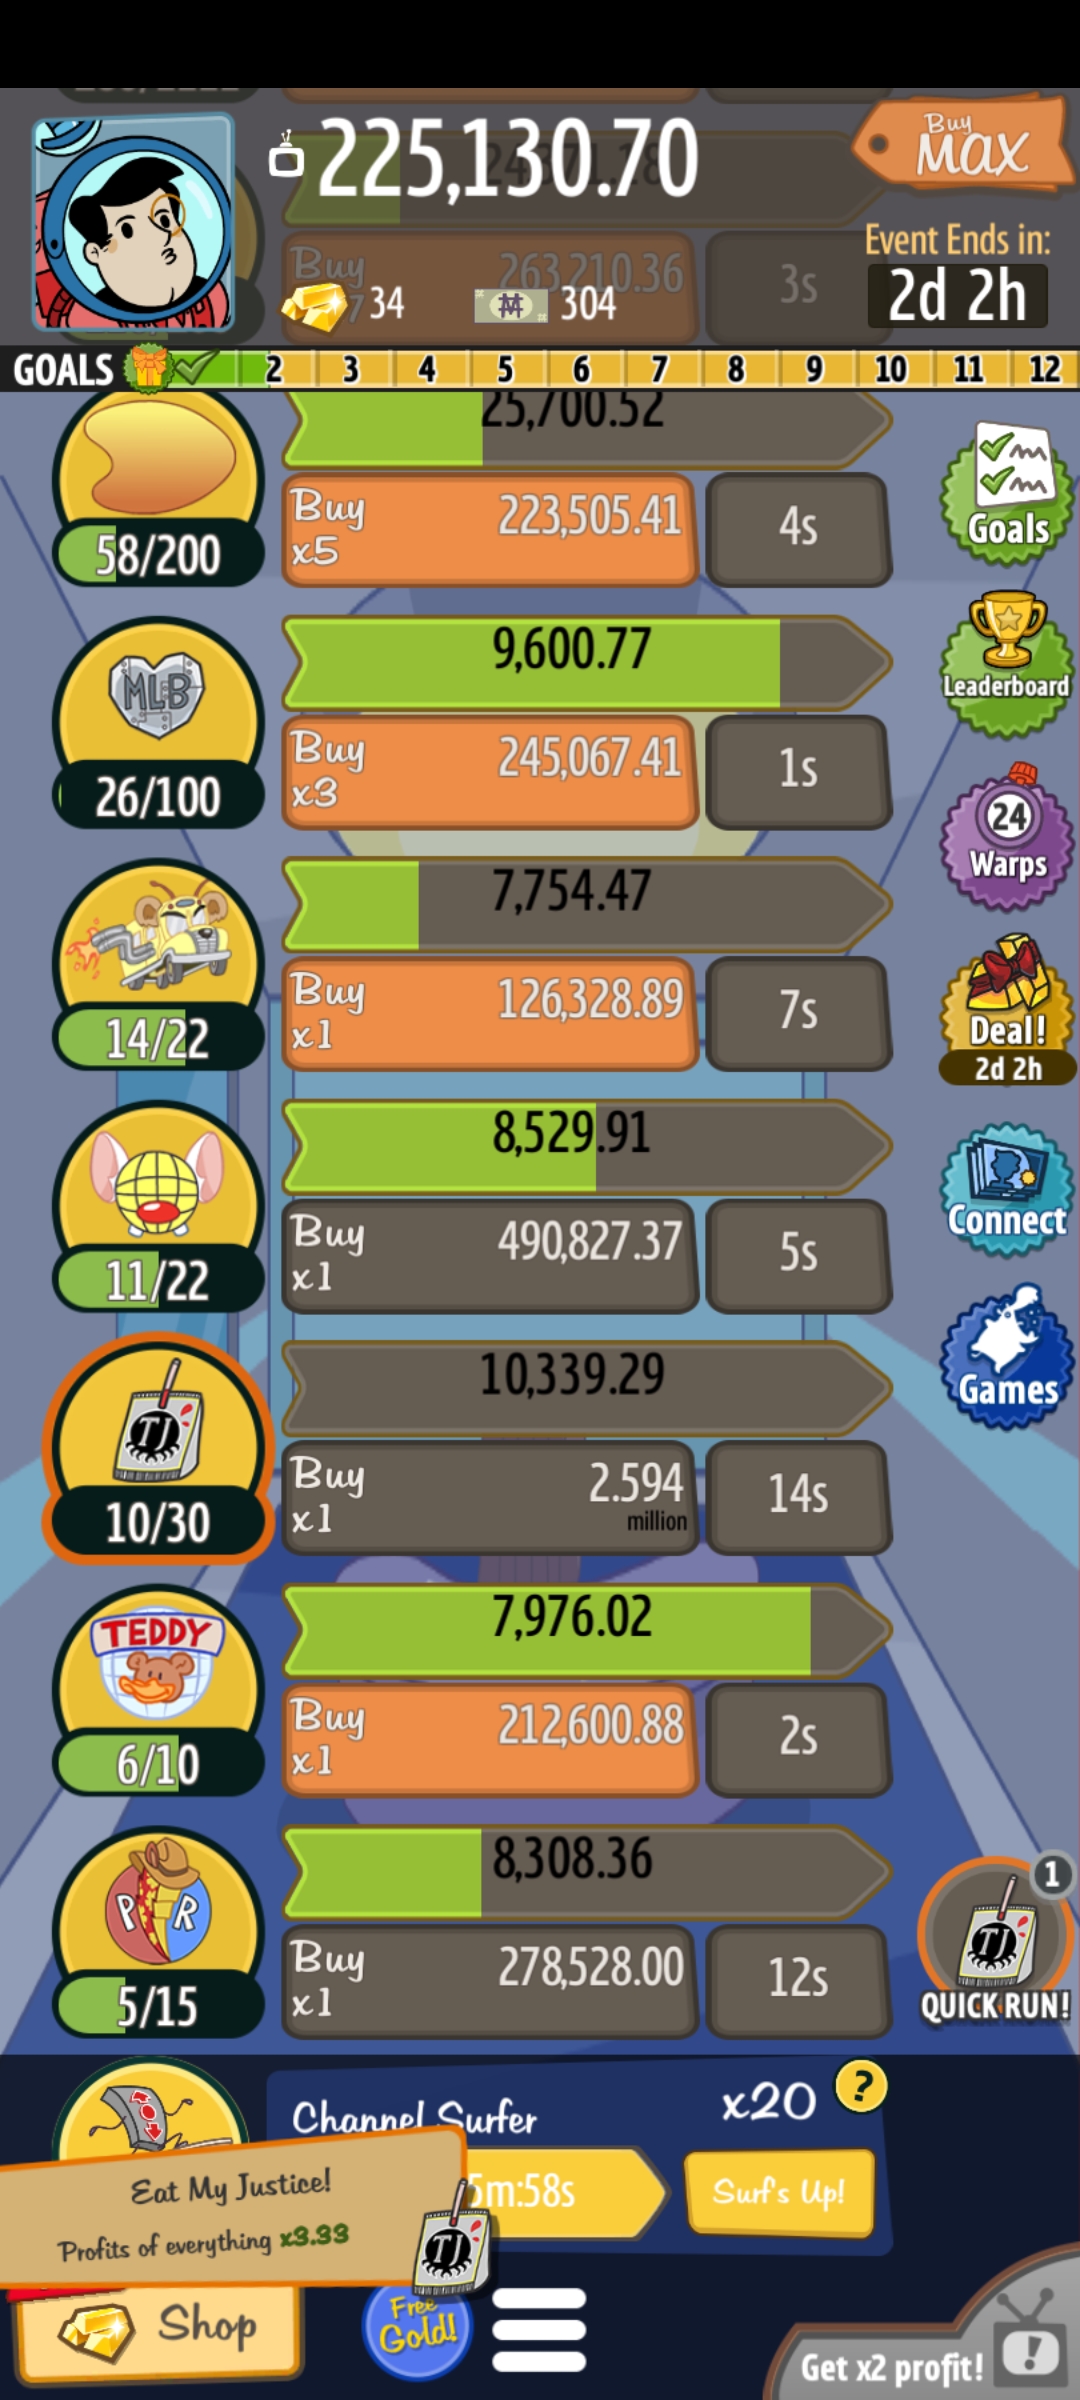 225,130.70
Buy
MAX
Event Ends in:
2d 2h
Buy
263,210.36
3s
34
304
GOALS 2 3 4 5 6 7 8 9 10 11 12
25,700.52
Buy
x5
223,505.41
4s
58/200
Goals
9,600.77
MLB
Buy
x3
245,067.41
1s
26/100
Leaderboard
7,754.47
24
Warps
Buy
x1
126,328.89
7s
14/22
Deal!
2d 2h
8,529.91
Buy
x1
490,827.37
5s
11/22
Connect
10,339.29
TJ
Buy
x1
2.594
million
14s
10/30
Games
7,976.02
TEDDY
Buy
x1
212,600.88
2s
6/10
8,308.36
P R
Buy
x1
278,528.00
12s
5/15
1
TJ
QUICK RUN!
Channel Surfer
x20
?
5m:58s
Surf's Up!
Eat My Justice!
Profits of everything x3.33
TJ
Shop
Free
Gold!
Get x2 profit!